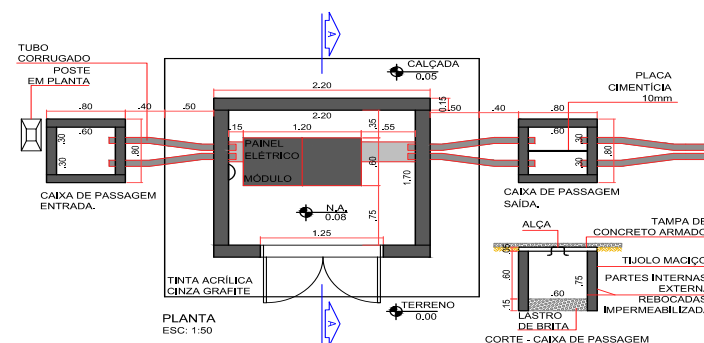 A
TUBO
CORRUGADO
POSTE
EM PLANTA
CALÇADA
0.05
PLACA
CIMENTÍCIA
10mm
.80
.40
.50
2.20
0.15
.50
.40
.80
.60
.30
.30
.80
2.20
.35
.15
1.20
.55
PAINEL
ELÉTRICO
MÓDULO
.60
1.70
.75
N.A.
0.08
1.25
.60
.30
.30
.80
CAIXA DE PASSAGEM
ENTRADA.
CAIXA DE PASSAGEM
SAÍDA.
TINTA ACRÍLICA
CINZA GRAFITE
TERRENO
0.00
PLANTA
ESC: 1:50
A
ALÇA
TAMPA DE
CONCRETO ARMADO
TIJOLO MACIÇO
PARTES INTERNAS
EXTERNA
REBOCADAS
IMPERMEABILIZADA
.05
.60
.15
.75
.60
LASTRO
DE BRITA
CORTE - CAIXA DE PASSAGEM